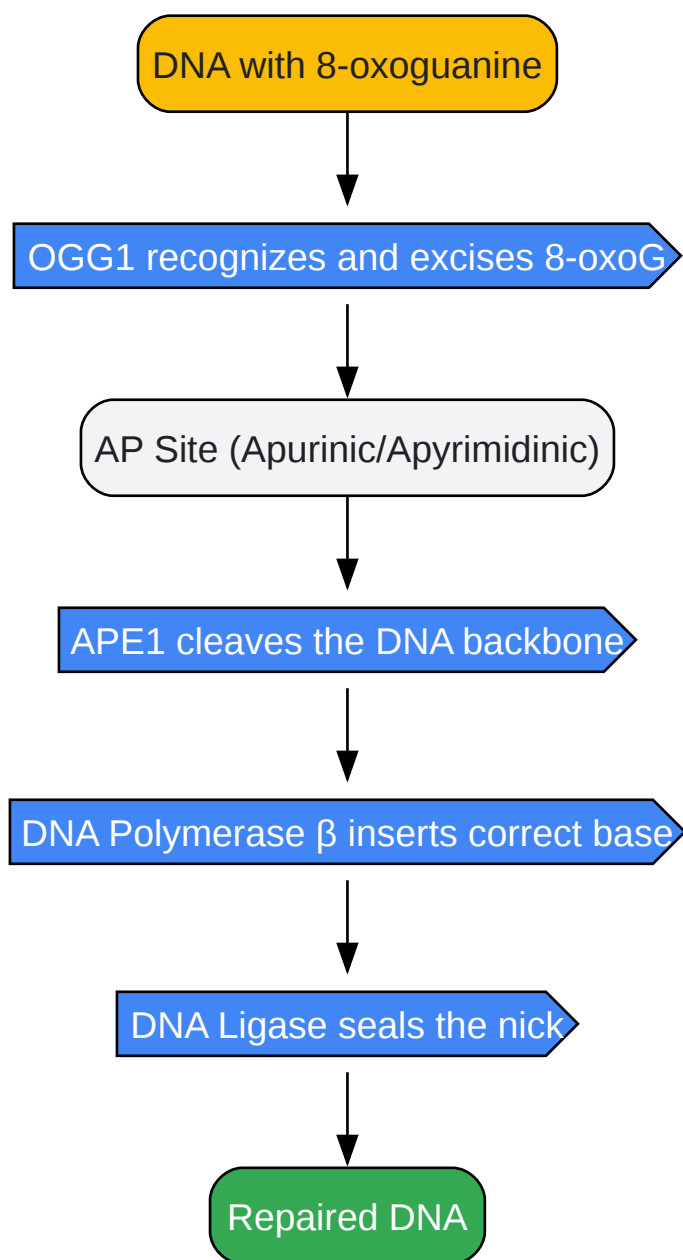 DNA with 8-oxoguanine
OGG1 recognizes and excises 8-oxoG
AP Site (Apurinic/Apyrimidinic)
APE1 cleaves the DNA backbone
DNA Polymerase β inserts correct base
DNA Ligase seals the nick
Repaired DNA